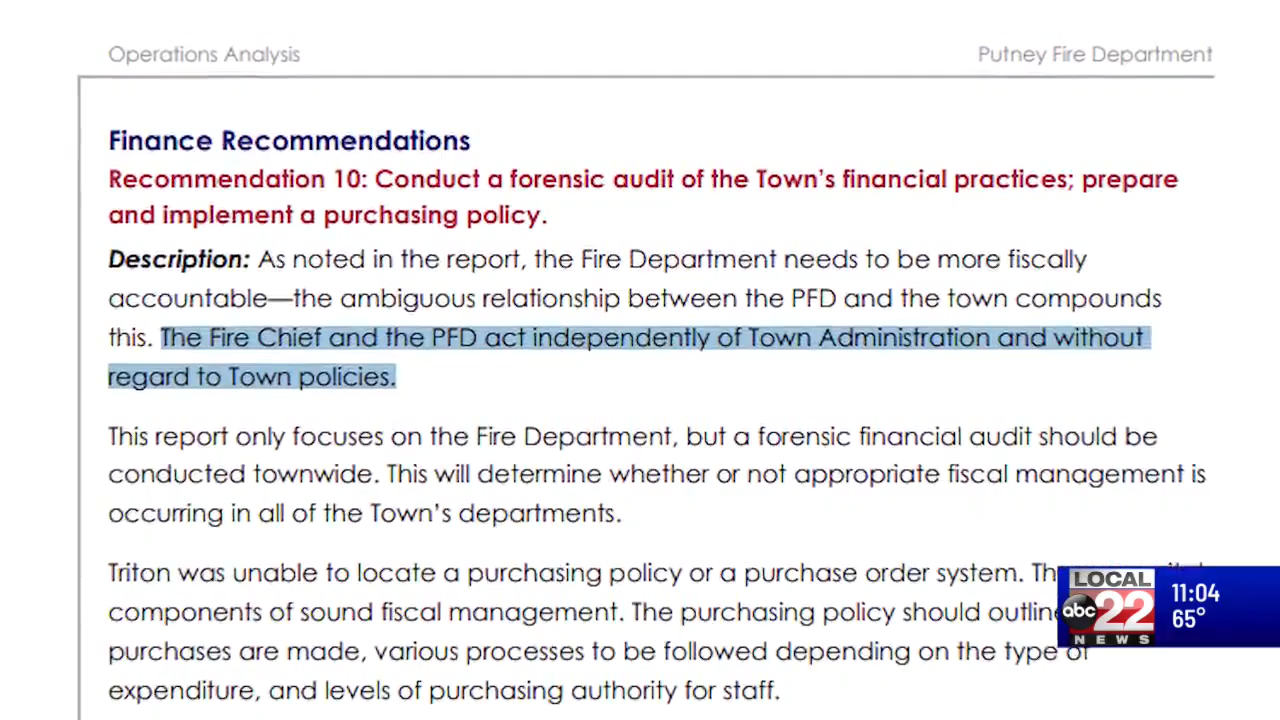 Operations Analysis
Putney Fire Department
Finance Recommendations
Recommendation 10: Conduct a forensic audit of the Town's financial practices; prepare
and implement a purchasing policy.
Description: As noted in the report, the Fire Department needs to be more fiscally
accountable—the ambiguous relationship between the PFD and the town compounds
this. The Fire Chief and the PFD act independently of Town Administration and without
regard to Town policies.
This report only focuses on the Fire Department, but a forensic financial audit should be
conducted townwide. This will determine whether or not appropriate fiscal management is
occurring in all of the Town's departments.
Triton was unable to locate a purchasing policy or a purchase order system.
components of sound fiscal management. The purchasing policy should outline
purchases are made, various processes to be followed depending on the type of
expenditure, and levels of purchasing authority for staff.
LOCAL
abc 22
NEWS
11:04
65°